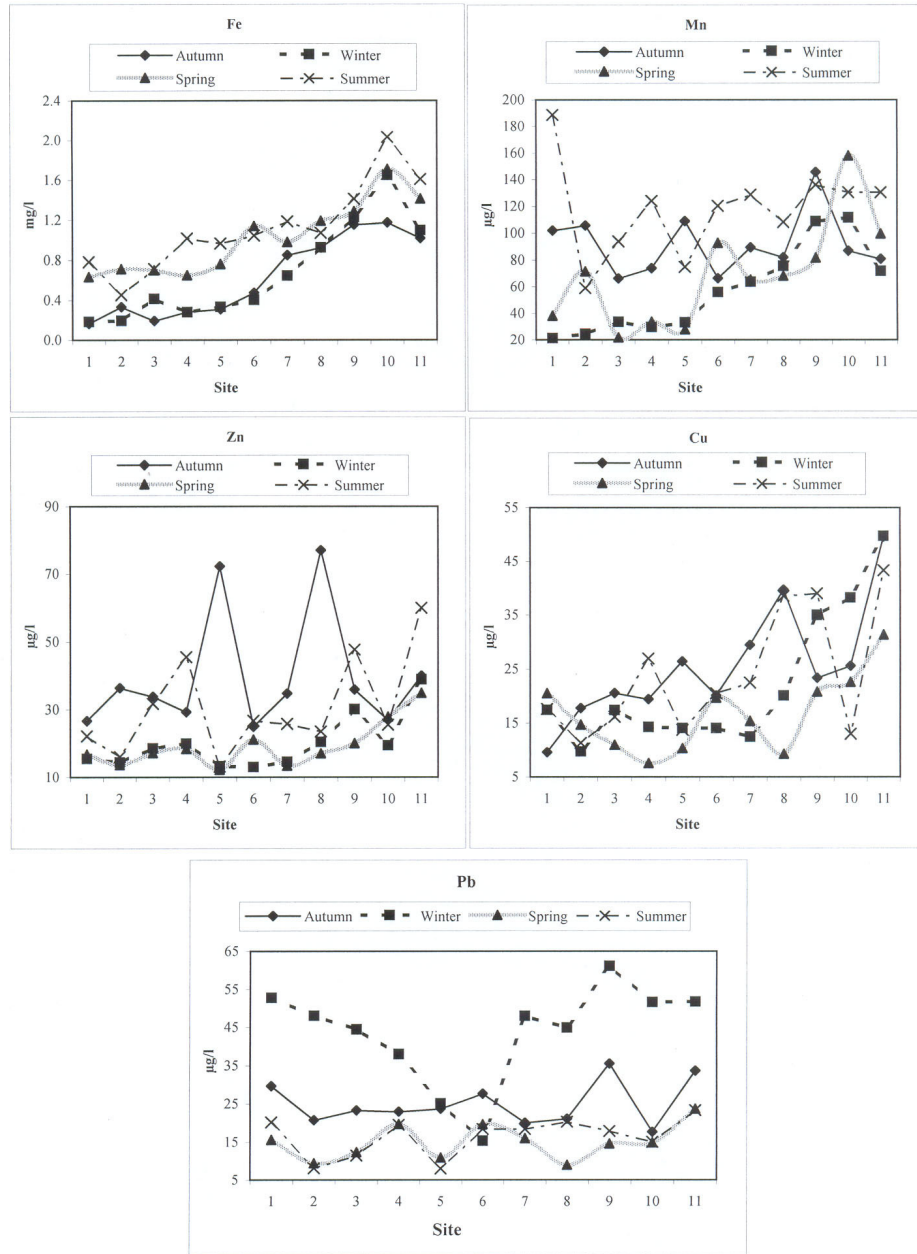 Fe
Autumn Winter
Spring Summer
2.4
2.0
1.6
1.2
0.8
0.4
0.0
mg/l
1 2 3 4 5 6 7 8 9 10 11
Site
Mn
Autumn Winter
Spring Summer
200
180
160
140
120
100
80
60
40
20
µg/l
1 2 3 4 5 6 7 8 9 10 11
Site
Zn
Autumn Winter
Spring Summer
90
70
50
30
10
µg/l
1 2 3 4 5 6 7 8 9 10 11
Site
Cu
Autumn Winter
Spring Summer
55
45
35
25
15
5
µg/l
1 2 3 4 5 6 7 8 9 10 11
Site
Pb
Autumn Winter Spring Summer
65
55
45
35
25
15
5
µg/l
1 2 3 4 5 6 7 8 9 10 11
Site